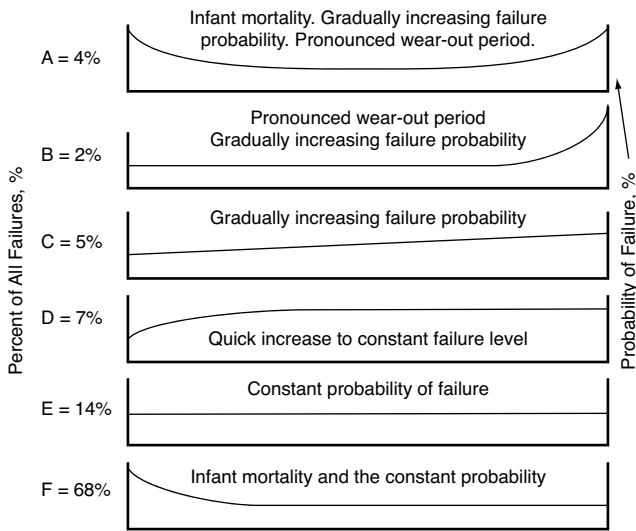 Infant mortality. Gradually increasing failure
probability. Pronounced wear-out period.
A = 4%
Pronounced wear-out period
Gradually increasing failure probability
B = 2%
Gradually increasing failure probability
C = 5%
D = 7%
Quick increase to constant failure level
Constant probability of failure
E = 14%
Infant mortality and the constant probability
F = 68%
Percent of All Failures, %
Probability of Failure, %